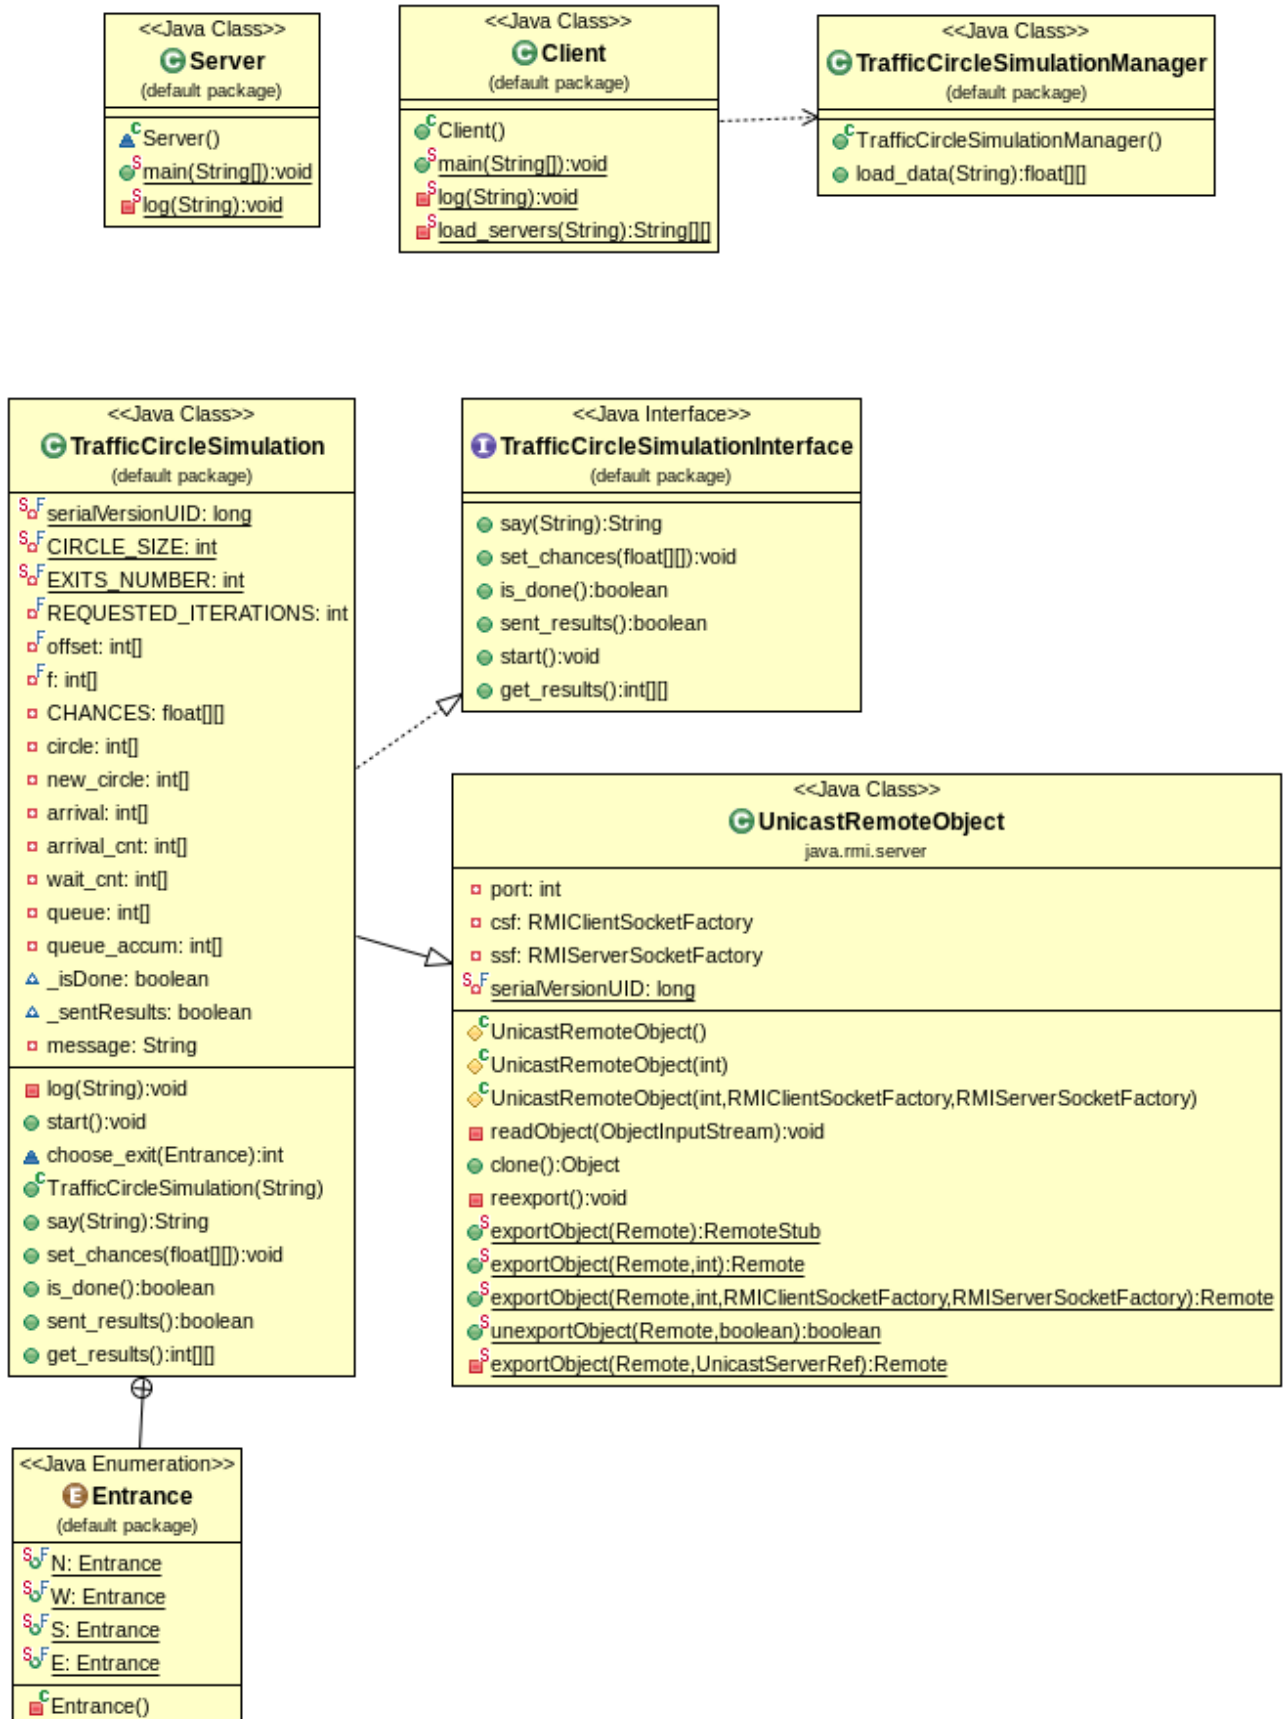 <<Java Class>>
Server
(default package)
Server()
main(String[]):void
log(String):void
<<Java Class>>
Client
(default package)
Client()
main(String[]):void
log(String):void
load_servers(String):String[][]
<<Java Class>>
TrafficCircleSimulationManager
(default package)
TrafficCircleSimulationManager()
load_data(String):float[][]
<<Java Class>>
TrafficCircleSimulation
(default package)
serialVersionUID: long
CIRCLE_SIZE: int
EXITS_NUMBER: int
REQUESTED_ITERATIONS: int
offset: int[]
f: int[]
CHANCES: float[][]
circle: int[]
new_circle: int[]
arrival: int[]
arrival_cnt: int[]
wait_cnt: int[]
queue: int[]
queue_accum: int[]
_isDone: boolean
_sentResults: boolean
message: String
log(String):void
start():void
choose_exit(Entrance):int
TrafficCircleSimulation(String)
say(String):String
set_chances(float[][]):void
is_done():boolean
sent_results():boolean
get_results():int[][]
<<Java Interface>>
TrafficCircleSimulationInterface
(default package)
say(String):String
set_chances(float[][]):void
is_done():boolean
sent_results():boolean
start():void
get_results():int[][]
<<Java Class>>
UnicastRemoteObject
java.rmi.server
port: int
csf: RMIClientSocketFactory
ssf: RMIServerSocketFactory
serialVersionUID: long
UnicastRemoteObject()
UnicastRemoteObject(int)
UnicastRemoteObject(int,RMIClientSocketFactory,RMIServerSocketFactory)
readObject(ObjectInputStream):void
clone():Object
reexport():void
exportObject(Remote):RemoteStub
exportObject(Remote,int):Remote
exportObject(Remote,int,RMIClientSocketFactory,RMIServerSocketFactory):Remote
unexportObject(Remote,boolean):boolean
exportObject(Remote,UnicastServerRef):Remote
<<Java Enumeration>>
Entrance
(default package)
N: Entrance
W: Entrance
S: Entrance
E: Entrance
Entrance()